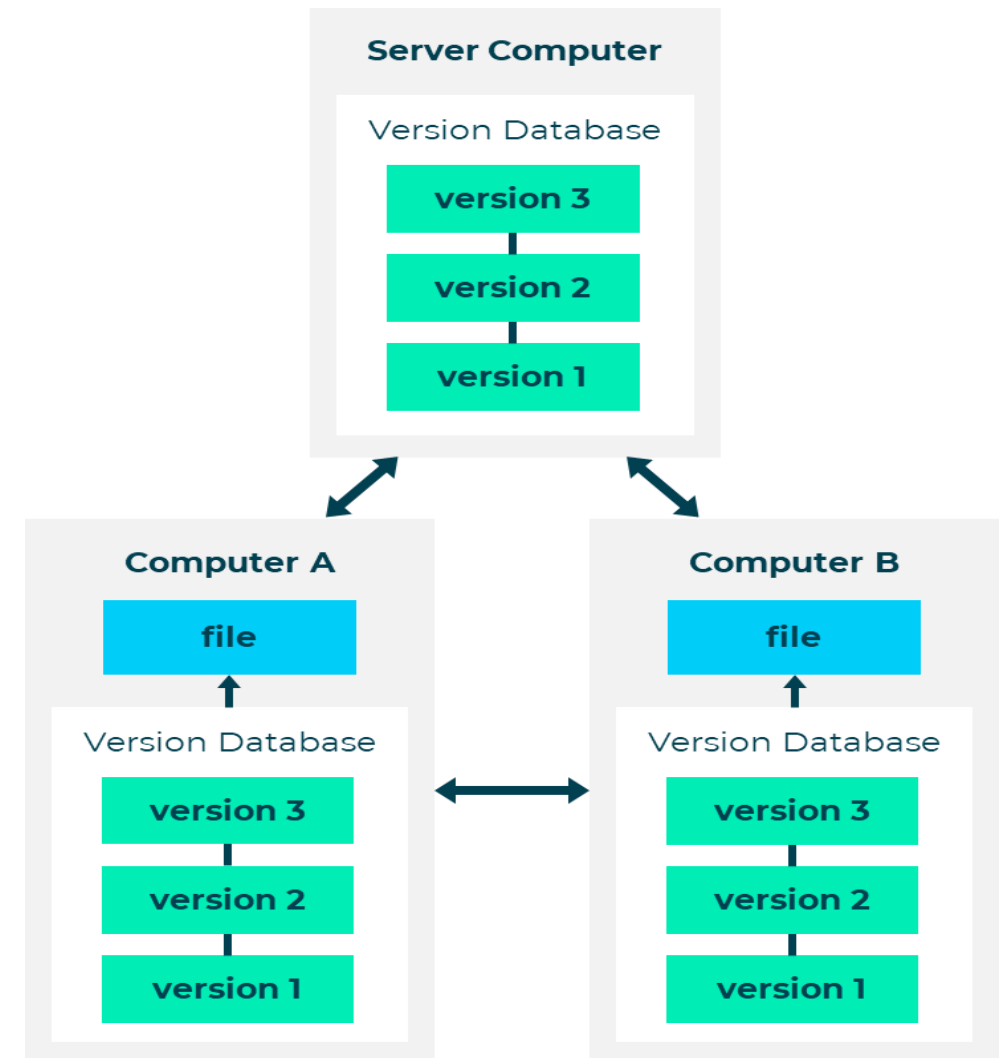 Server Computer
Version Database
version 3
version 2
version 1
Computer A
file
Version Database
version 3
version 2
version 1
Computer B
file
Version Database
version 3
version 2
version 1